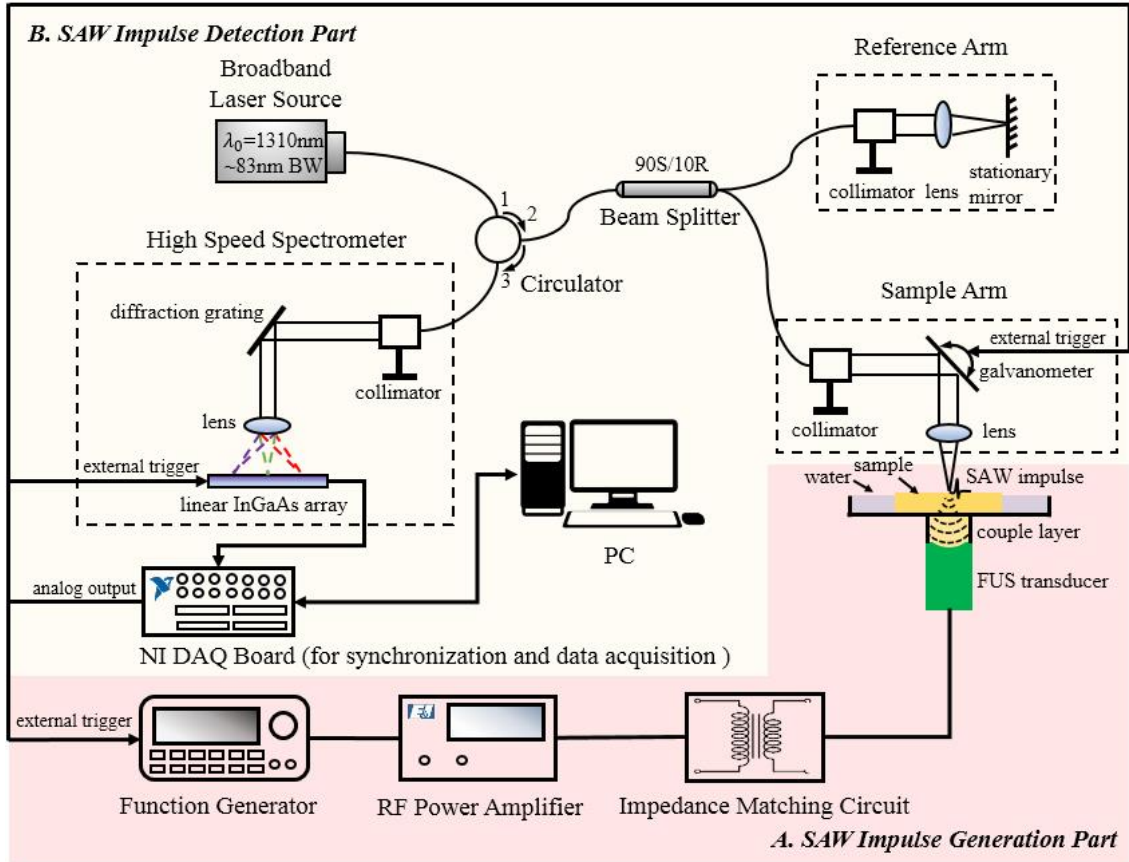 B. SAW Impulse Detection Part
Broadband
Laser Source
λ0=1310nm
~83nm BW
1
2
3
Circulator
90S/10R
Beam Splitter
Reference Arm
collimator
lens
stationary
mirror
High Speed Spectrometer
diffraction grating
collimator
lens
external trigger
linear InGaAs array
Sample Arm
external trigger
galvanometer
collimator
lens
water
sample
SAW impulse
couple layer
FUS transducer
PC
analog output
NI DAQ Board (for synchronization and data acquisition )
external trigger
Function Generator
RF Power Amplifier
Impedance Matching Circuit
A. SAW Impulse Generation Part